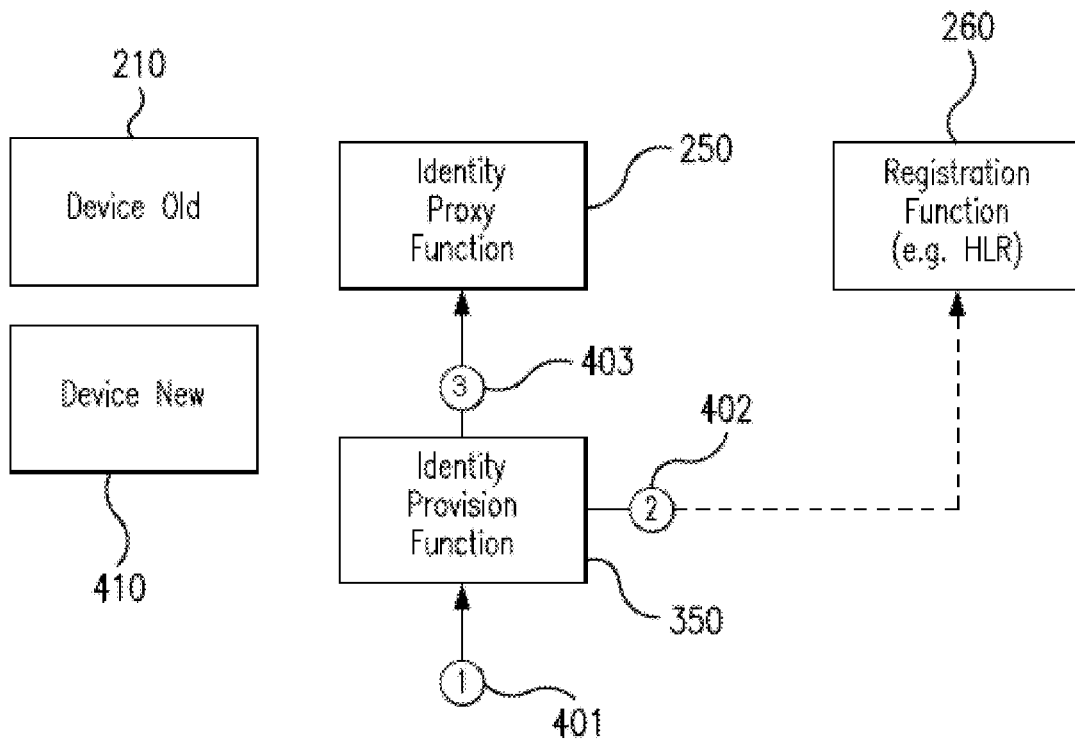 210
Device Old
Device New
410
Identity
Proxy
Function
250
3
403
Identity
Provision
Function
350
2
402
1
401
260
Registration
Function
(e.g. HLR)